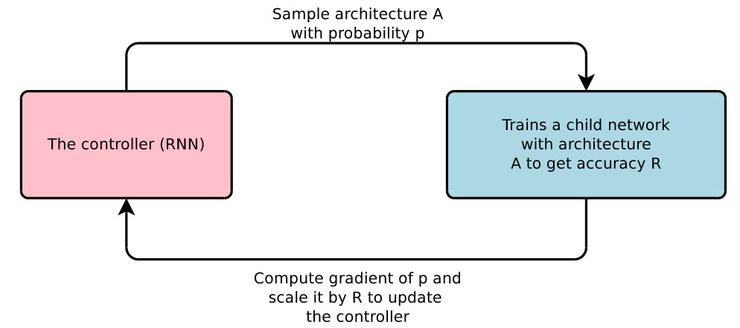 Sample architecture A
with probability p
The controller (RNN)
Trains a child network
with architecture
A to get accuracy R
Compute gradient of p and
scale it by R to update
the controller